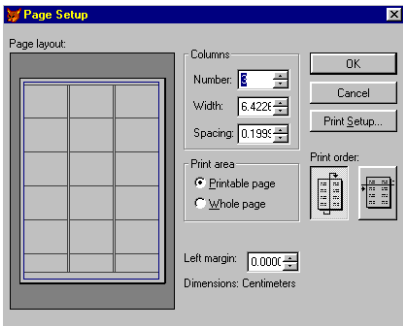 Page Setup
Page layout:
Columns
Number: 3
Width: 6.4226
Spacing: 0.1995
Print area
Printable page
Whole page
Left margin: 0.0000
Dimensions: Centimeters
OK
Cancel
Print Setup...
Print order: